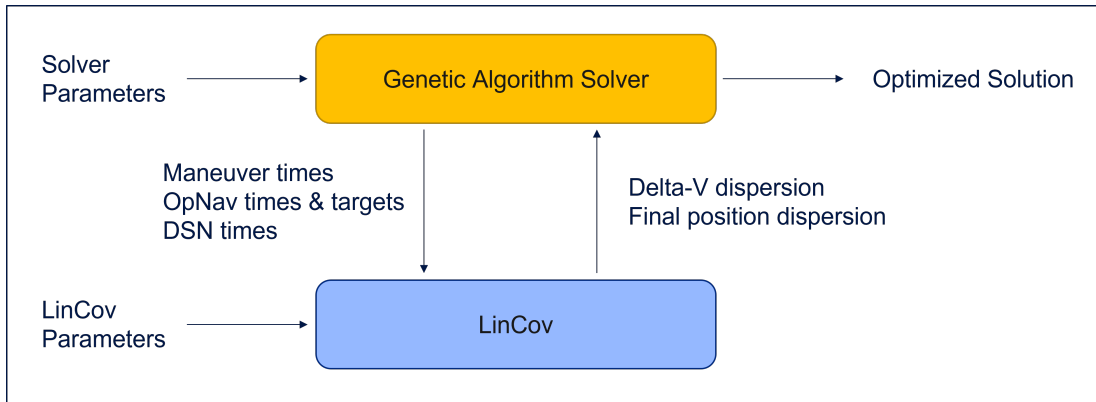 Solver
Parameters
Genetic Algorithm Solver
Optimized Solution
Maneuver times
OpNav times & targets
DSN times
Delta-V dispersion
Final position dispersion
LinCov
Parameters
LinCov